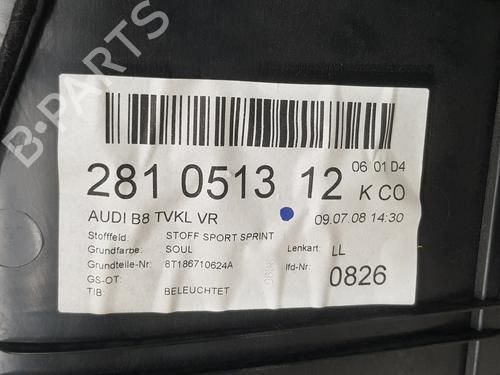 B-PARTS
06 01 D4
281 0513 12 K CO
AUDI B8 TVKL VR 09.07.08 14:30
Stoffeld: STOFF SPORT SPRINT
Grundfarbe: SOUL Lenkart: LL
Grundteile-Nr: 8T186710624A lfd-Nr: 0826
GS-OT:
TIB: BELEUCHTET